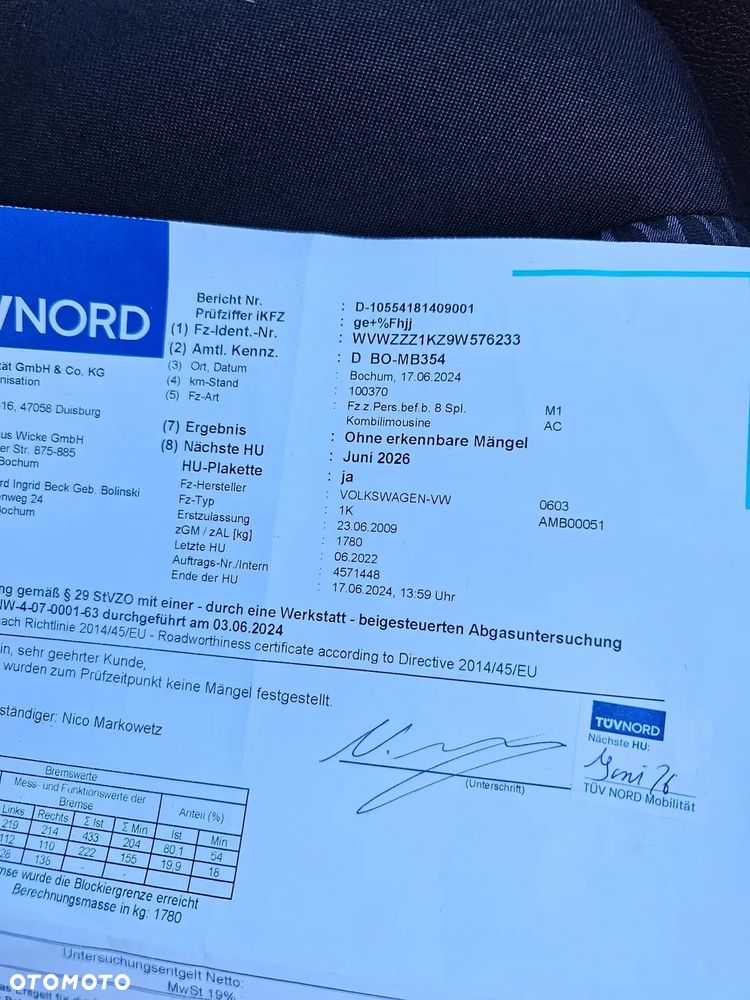 VNORD
Bericht Nr. : D-10554181409001
Prüfziffer iKFZ : ge+%Fhjj
(1) Fz-Ident.-Nr. : WVWZZZ1KZ9W576233
(2) Amtl. Kennz. : D BO-MB354
(3) Ort, Datum : Bochum, 17.06.2024
(4) km-Stand : 100370
(5) Fz-Art : Fz.z.Pers.bef.b. 8 Spl. M1
Kombilimousine AC
(7) Ergebnis : Ohne erkennbare Mängel
(8) Nächste HU : Juni 2026
HU-Plakette : ja
Fz-Hersteller : VOLKSWAGEN-VW 0603
Fz-Typ : 1K AMB00051
Erstzulassung : 23.06.2009
zGM / zAL [kg] : 1780
Letzte HU : 06.2022
Auftrags-Nr./Intern : 4571448
Ende der HU : 17.06.2024, 13:59 Uhr
tät GmbH & Co. KG
nisation
-16, 47058 Duisburg
us Wicke GmbH
er Str. 875-885
Bochum
rd Ingrid Beck Geb. Bolinski
nweg 24
ochum
ng gemäß § 29 StVZO mit einer - durch eine Werkstatt - beigesteuerten Abgasuntersuchung
NW-4-07-0001-63 durchgeführt am 03.06.2024
ach Richtlinie 2014/45/EU - Roadworthiness certificate according to Directive 2014/45/EU
in, sehr geehrter Kunde,
wurden zum Prüfzeitpunkt keine Mängel festgestellt.
ständiger: Nico Markowetz
(Unterschrift)
TÜVNORD
Nächste HU:
Juni 26
TÜV NORD Mobilität
Bremswerte
Mess- und Funktionswerte der Bremse Anteil (%)
Links Rechts Σ Ist Σ Min Ist Min
219 214 433 204 80.1 54
112 110 222 155 19.9 18
28 136 - -
mse wurde die Blockiergrenze erreicht
Berechnungsmasse in kg: 1780
Untersuchungsentgelt Netto:
MwSt 19%
OTOMOTO